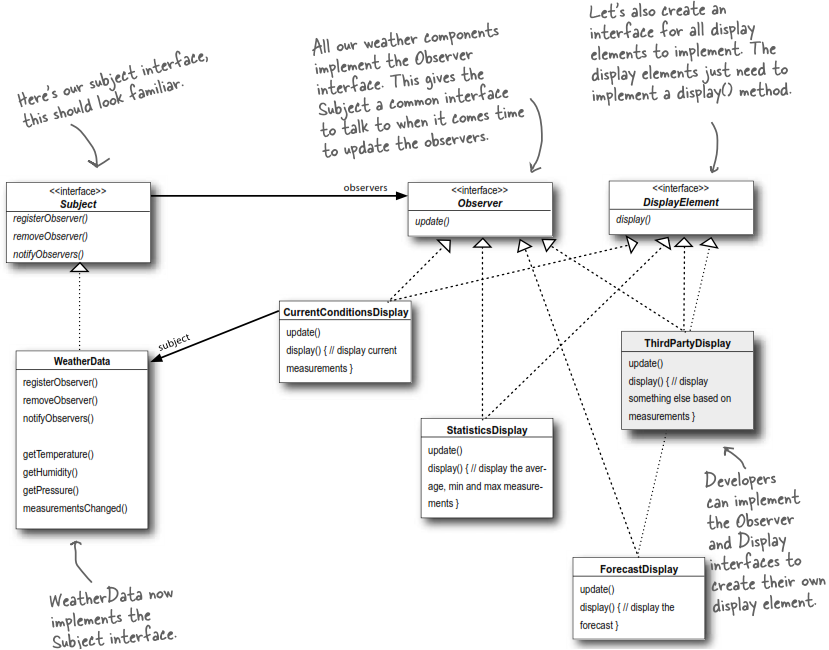 Here's our subject interface,
this should look familiar.
All our weather components
implement the Observer
interface. This gives the
Subject a common interface
to talk to when it comes time
to update the observers.
Let's also create an
interface for all display
elements to implement. The
display elements just need to
implement a display() method.
<<interface>>
Subject
registerObserver()
removeObserver()
notifyObservers()
observers
<<interface>>
Observer
update()
<<interface>>
DisplayElement
display()
subject
CurrentConditionsDisplay
update()
display() { // display current
measurements }
WeatherData
registerObserver()
removeObserver()
notifyObservers()
getTemperature()
getHumidity()
getPressure()
measurementsChanged()
ThirdPartyDisplay
update()
display() { // display
something else based on
measurements }
StatisticsDisplay
update()
display() { // display the aver-
age, min and max measure-
ments }
Developers
can implement
the Observer
and Display
interfaces to
create their own
display element.
ForecastDisplay
update()
display() { // display the
forecast }
WeatherData now
implements the
Subject interface.